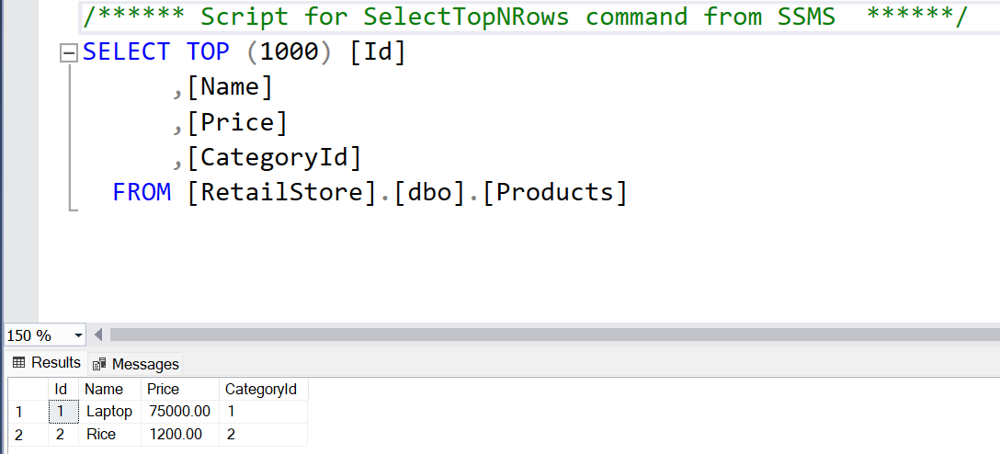 /****** Script for SelectTopNRows command from SSMS  ******/
SELECT TOP (1000) [Id]
      ,[Name]
      ,[Price]
      ,[CategoryId]
  FROM [RetailStore].[dbo].[Products]
150 %
Results Messages
Id Name Price CategoryId
1 1 Laptop 75000.00 1
2 2 Rice 1200.00 2